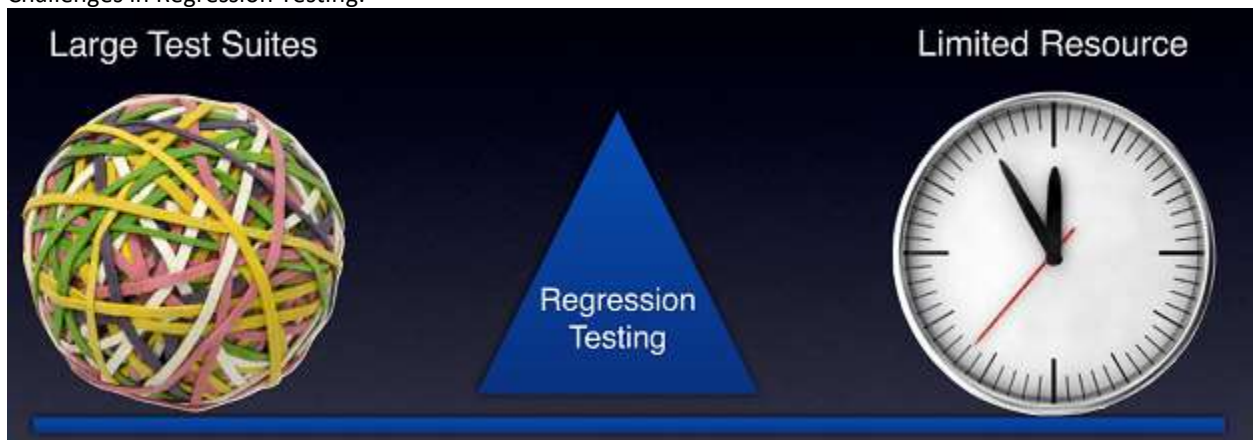 Challenges in Regression Testing:
Large Test Suites
Limited Resource
Regression
Testing